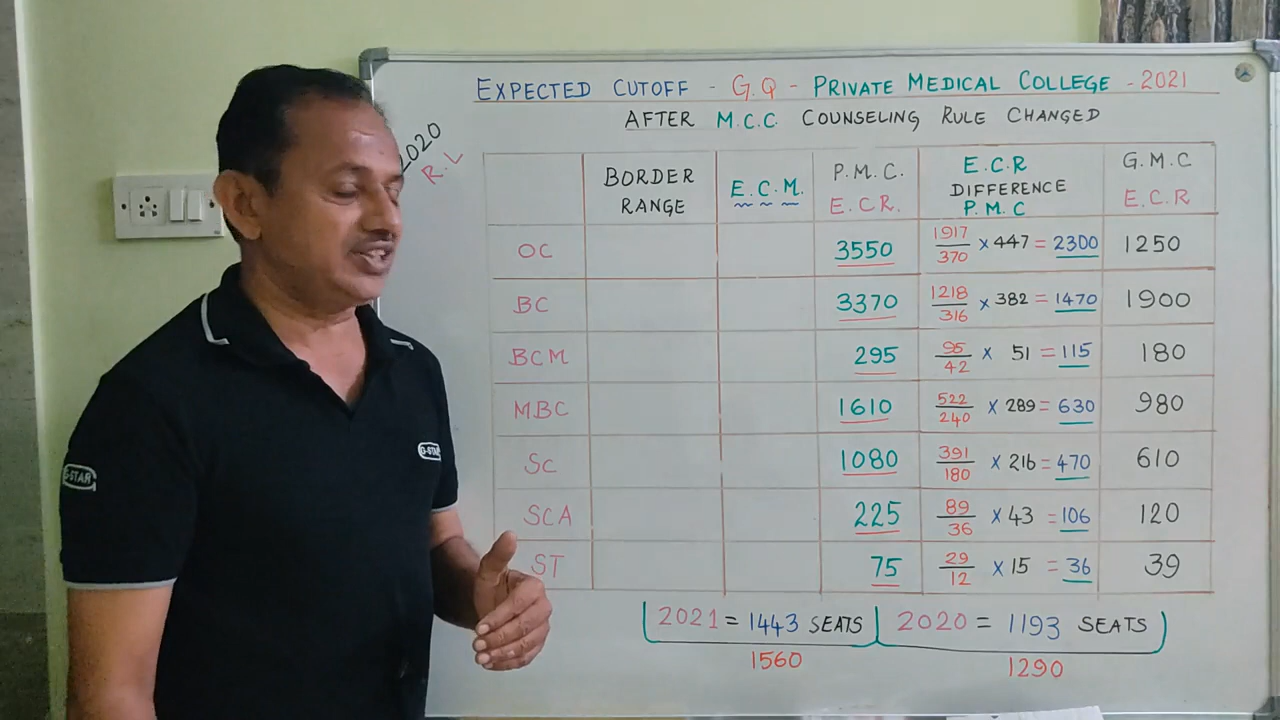 EXPECTED CUTOFF - G.Q - PRIVATE MEDICAL COLLEGE - 2021
AFTER M.C.C COUNSELING RULE CHANGED
2020
R.L
BORDER RANGE E.C.M. P.M.C. E.C.R. E.C.R DIFFERENCE P.M.C G.M.C E.C.R
OC 3550 1917/370 × 447 = 2300 1250
BC 3370 1218/316 × 382 = 1470 1900
BCM 295 95/42 × 51 = 115 180
MBC 1610 522/240 × 289 = 630 980
SC 1080 391/180 × 216 = 470 610
SCA 225 89/36 × 43 = 106 120
ST 75 29/12 × 15 = 36 39
2021 = 1443 SEATS 2020 = 1193 SEATS
1560 1290
G-STAR
G-STAR